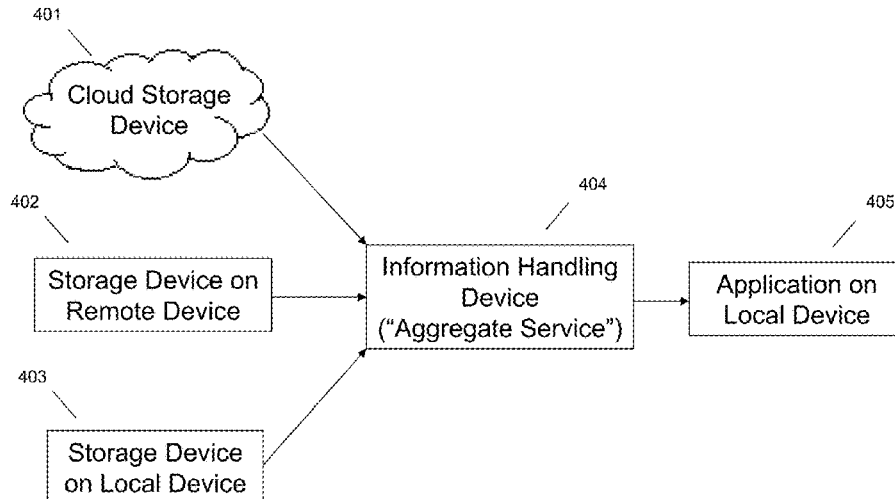 401
Cloud Storage
Device
402
Storage Device on
Remote Device
403
Storage Device
on Local Device
404
Information Handling
Device
(“Aggregate Service”)
405
Application on
Local Device